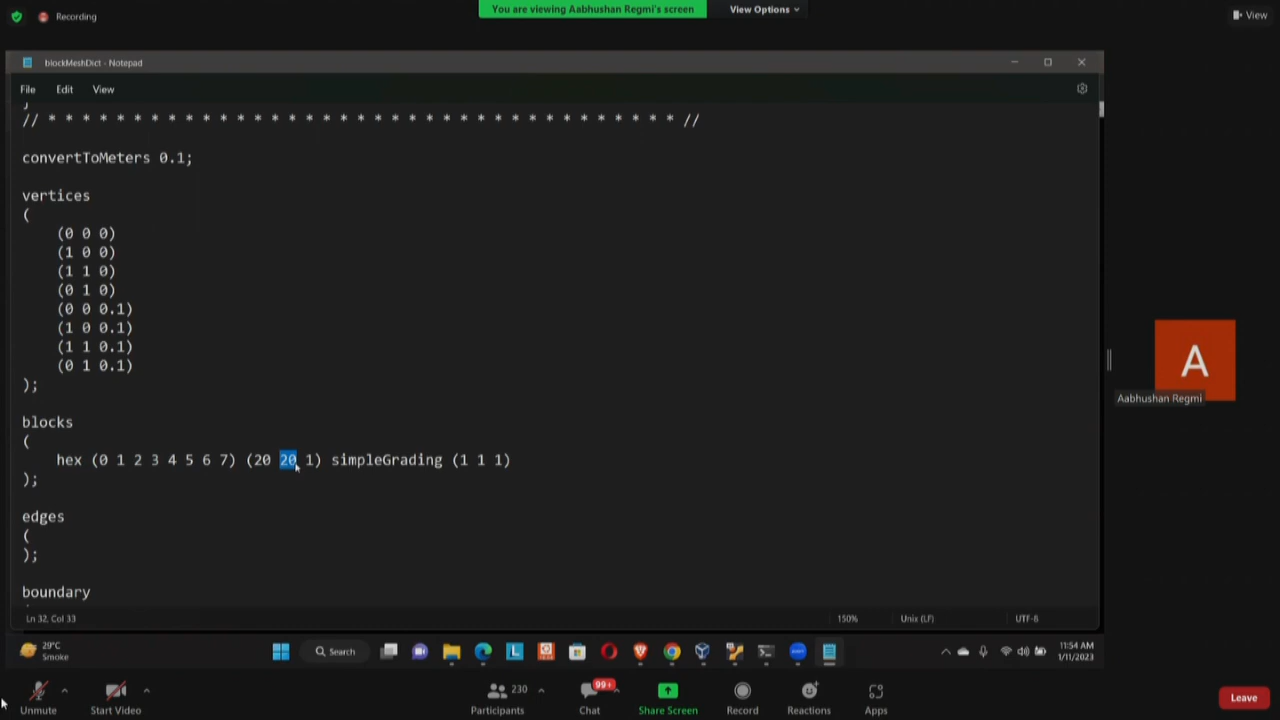 Recording
You are viewing Aabhushan Regmi's screen
View Options
View
blockMeshDict - Notepad
File Edit View
// * * * * * * * * * * * * * * * * * * * * * * * * * * * * * * * * * * * * * //
convertToMeters 0.1;
vertices
(
(0 0 0)
(1 0 0)
(1 1 0)
(0 1 0)
(0 0 0.1)
(1 0 0.1)
(1 1 0.1)
(0 1 0.1)
);
blocks
(
hex (0 1 2 3 4 5 6 7) (20 20 1) simpleGrading (1 1 1)
);
edges
(
);
boundary
A
Aabhushan Regmi
Ln 32, Col 33 150% Unix (LF) UTF-8
29°C
Smoke
Search
zoom
11:54 AM
1/11/2023
230
99+
Unmute Start Video Participants Chat Share Screen Record Reactions Apps Leave